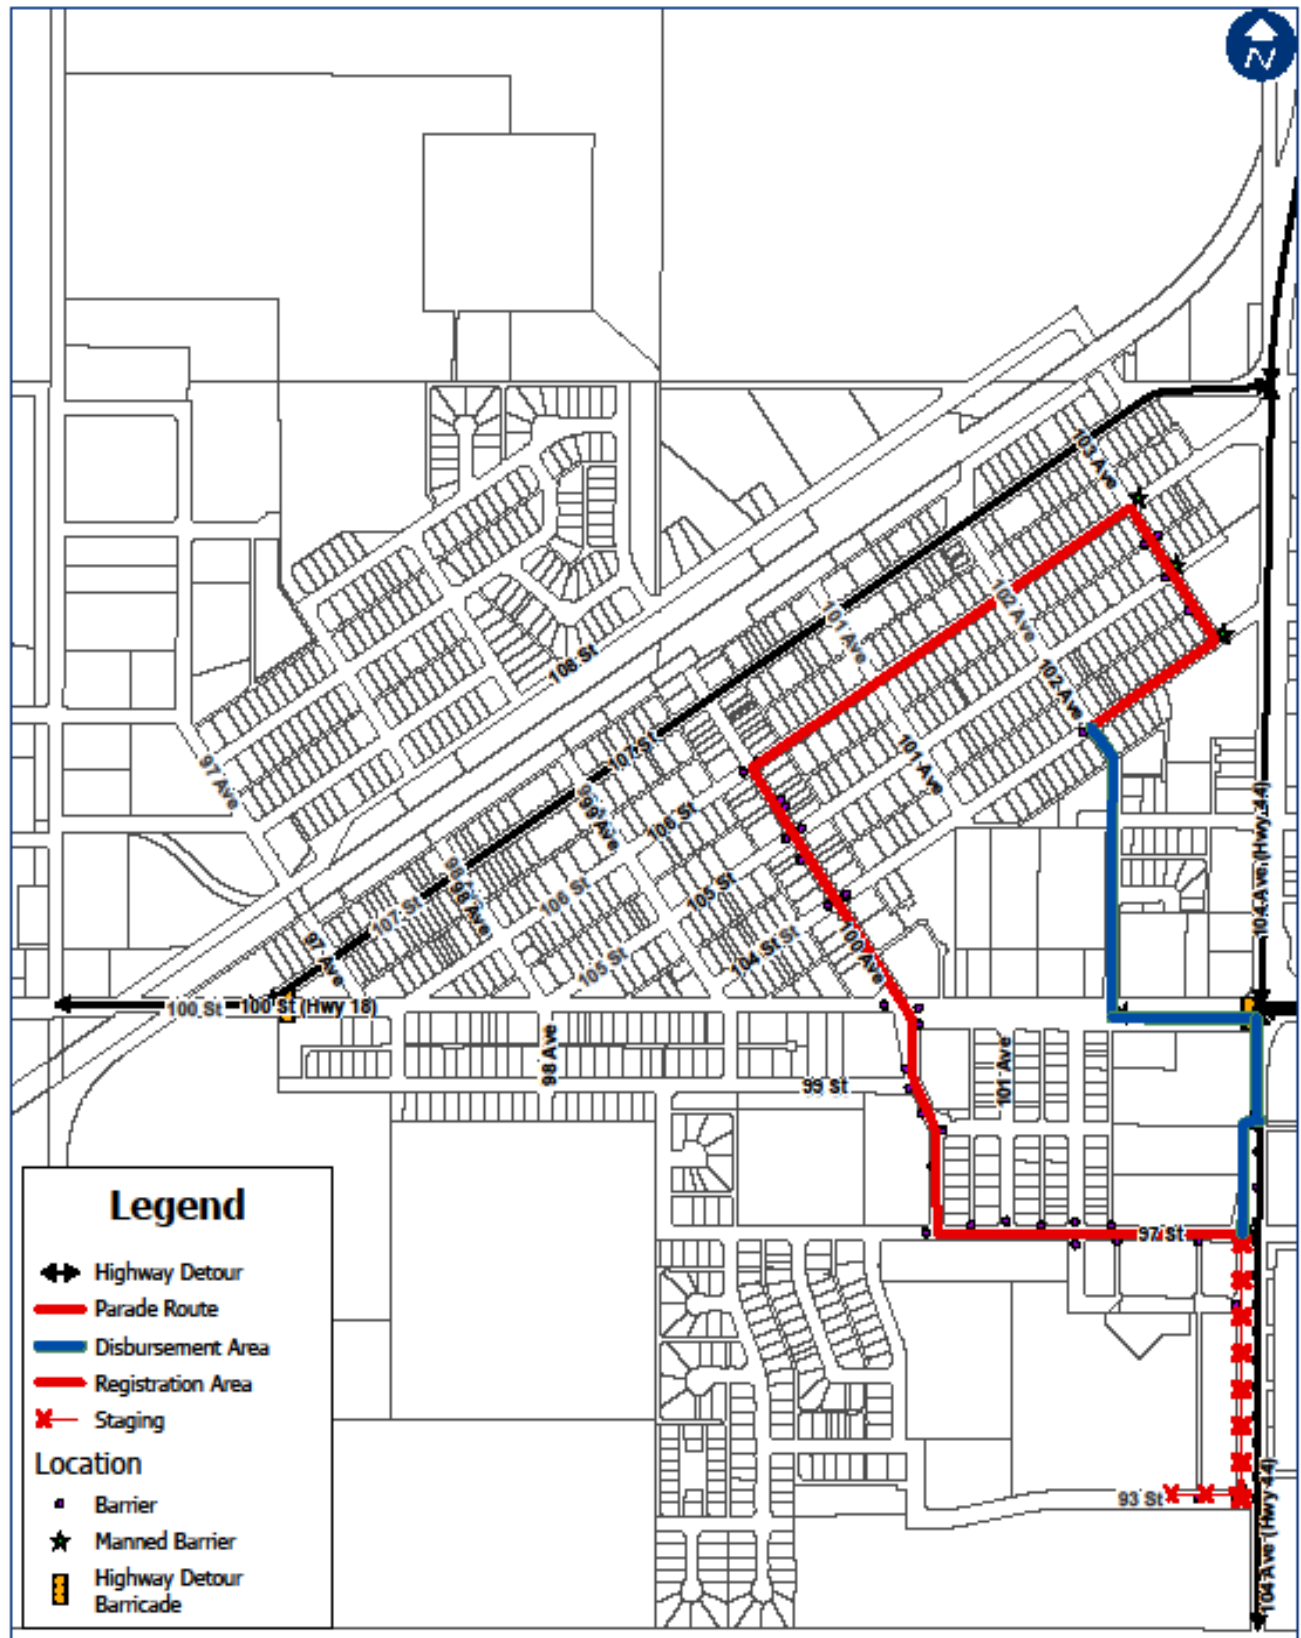 N
103 Ave
102 Ave
101 Ave
102 Ave
108 St
101 Ave
107 St
97 Ave
99 Ave
106 St
104 Ave (Hwy 44)
98 Ave
98 Ave
106 St
105 St
107 St
97 Ave
100 Ave
104 St
St
105 St
100 St
100 St (Hwy 18)
98 Ave
101 Ave
99 St
97 St
93 St
104 Ave (Hwy 44)
Legend
Highway Detour
Parade Route
Disbursement Area
Registration Area
Staging
Location
Barrier
Manned Barrier
Highway Detour
Barricade